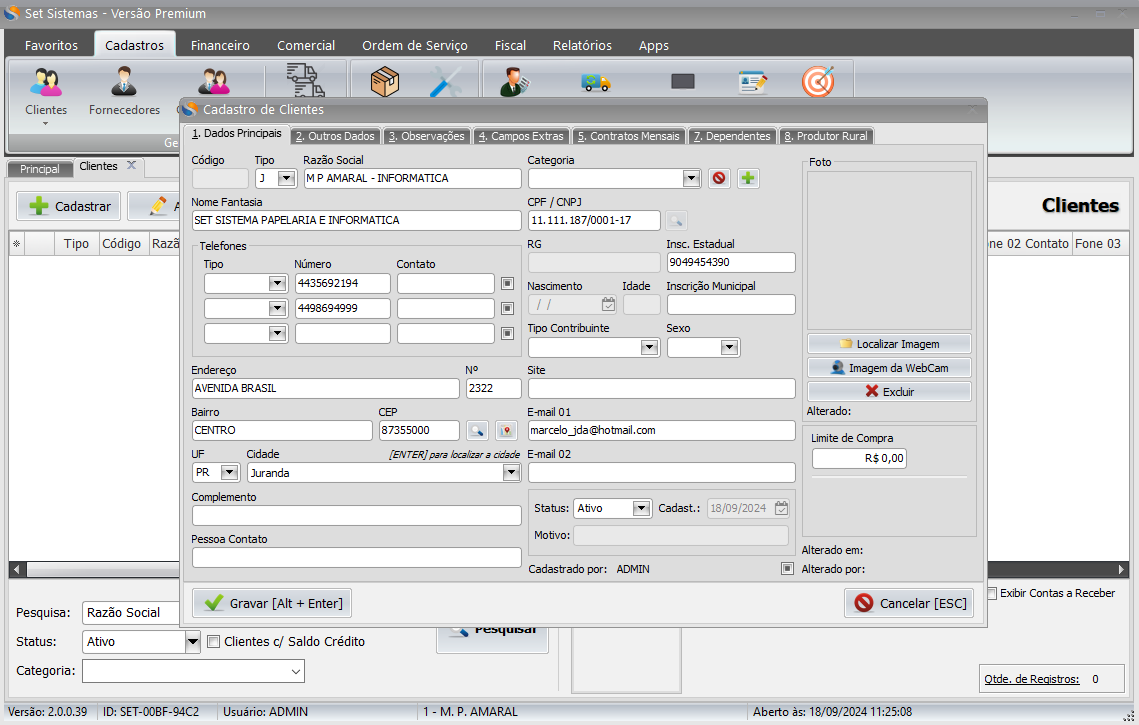 Set Sistemas - Versão Premium
Favoritos Cadastros Financeiro Comercial Ordem de Serviço Fiscal Relatórios Apps
Clientes Fornecedores
Ge
Cadastro de Clientes
1. Dados Principais 2. Outros Dados 3. Observações 4. Campos Extras 5. Contratos Mensais 7. Dependentes 8. Produtor Rural
Principal Clientes X
Cadastrar A
Clientes
Tipo Código Razã
one 02 Contato Fone 03
Código Tipo Razão Social Categoria
J M P AMARAL - INFORMATICA
Nome Fantasia CPF / CNPJ
SET SISTEMA PAPELARIA E INFORMATICA 11.111.187/0001-17
Telefones RG Insc. Estadual
Tipo Número Contato 9049454390
4435692194
Nascimento Idade Inscrição Municipal
4498694999 / /
Tipo Contribuinte Sexo
Endereço Nº Site
AVENIDA BRASIL 2322
Bairro CEP E-mail 01
CENTRO 87355000 marcelo_jda@hotmail.com
UF Cidade [ENTER] para localizar a cidade E-mail 02
PR Juranda
Complemento
Status: Ativo Cadast.: 18/09/2024
Pessoa Contato Motivo:
Cadastrado por: ADMIN
Foto
Localizar Imagem
Imagem da WebCam
Excluir
Alterado:
Limite de Compra
R$ 0,00
Alterado em:
Alterado por:
Gravar [Alt + Enter] Cancelar [ESC]
Pesquisa: Razão Social
Exibir Contas a Receber
Status: Ativo Clientes c/ Saldo Crédito Pesquisar
Categoria:
Qtde. de Registros: 0
Versão: 2.0.0.39 ID: SET-00BF-94C2 Usuário: ADMIN 1 - M. P. AMARAL Aberto às: 18/09/2024 11:25:08